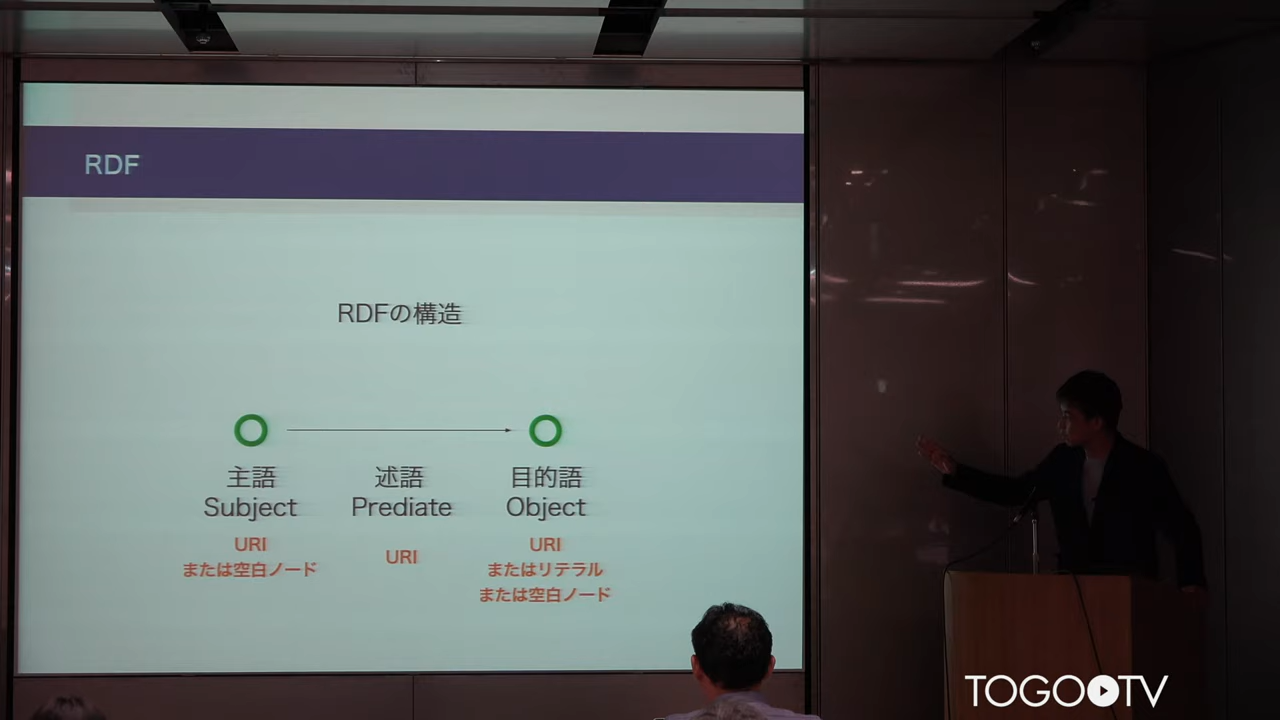 RDF
RDFの構造
主語 述語 目的語
Subject Prediate Object
URI URI URI
または空白ノード またはリテラル
または空白ノード
TOGOTV